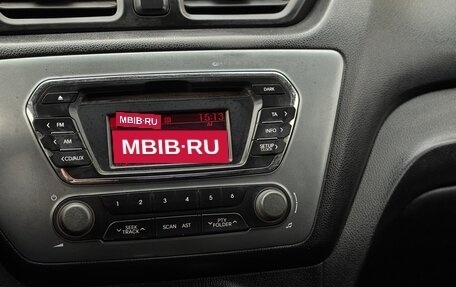 DARK
FM
TA
MBIB·RU
15:13
AM
INFO
MBIB·RU
CD/AUX
SETUP
1 2 3 4 5 6
SEEK
TRACK
SCAN AST
PTY
FOLDER